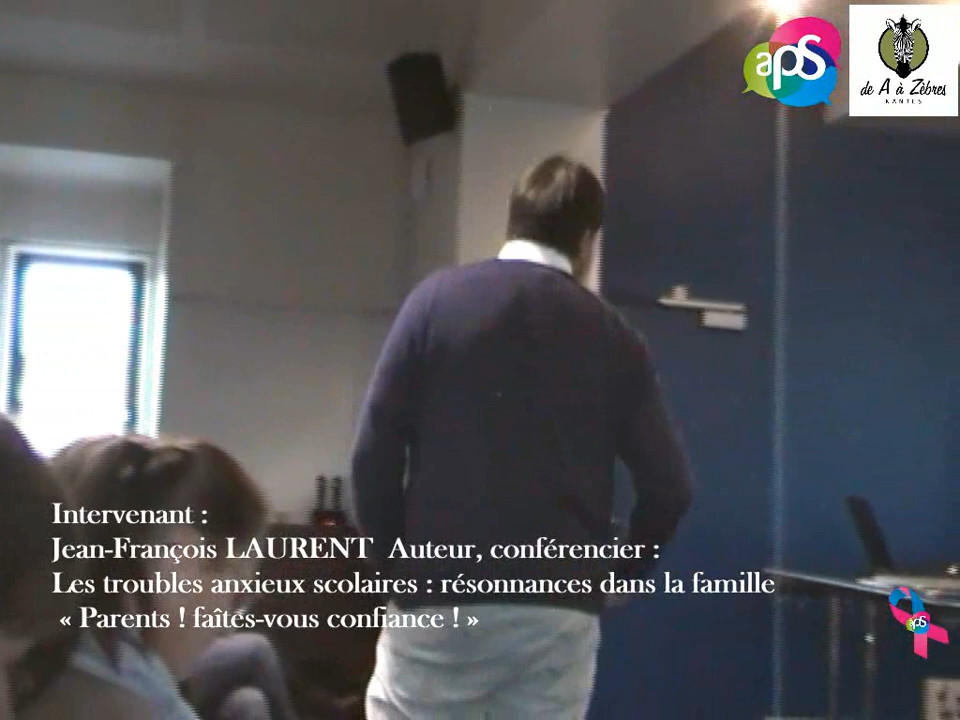 aps
de A à Zèbres
NANTES
Intervenant :
Jean-François LAURENT Auteur, conférencier :
Les troubles anxieux scolaires : résonnances dans la famille
« Parents ! faîtes-vous confiance ! »
aps